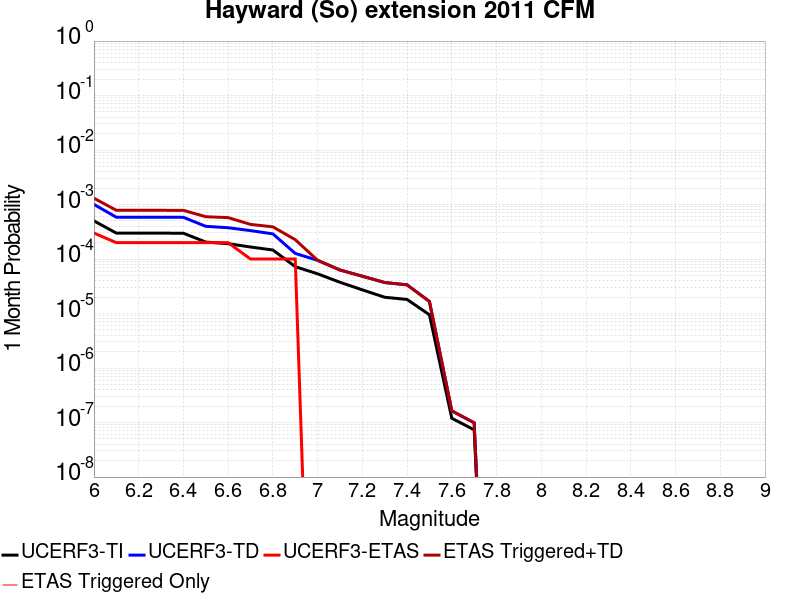 Hayward (So) extension 2011 CFM
10^0
10^-1
10^-2
10^-3
10^-4
10^-5
10^-6
10^-7
10^-8
1 Month Probability
6 6.2 6.4 6.6 6.8 7 7.2 7.4 7.6 7.8 8 8.2 8.4 8.6 8.8 9
Magnitude
UCERF3-TI UCERF3-TD UCERF3-ETAS ETAS Triggered+TD
ETAS Triggered Only